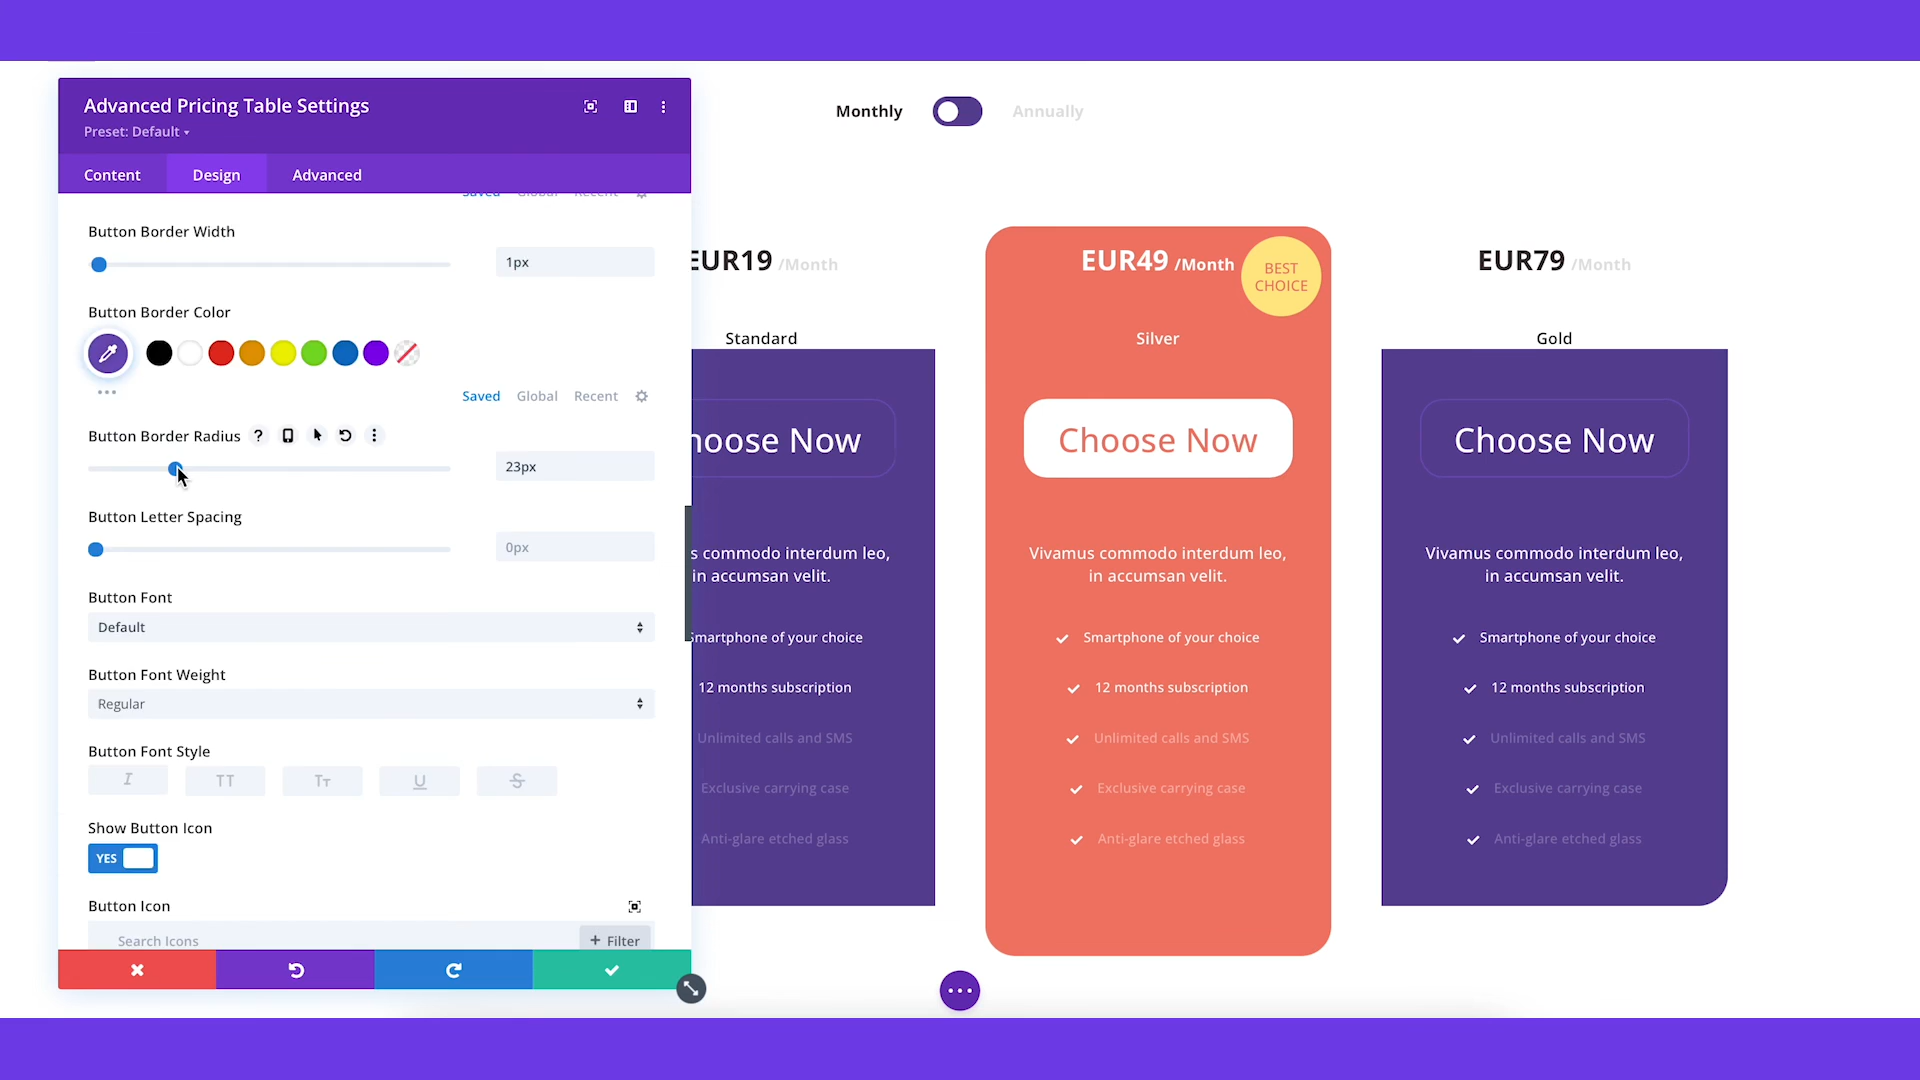 Advanced Pricing Table Settings
Preset: Default
Content
Design
Advanced
Saved Global Recent
Button Border Width
1px
Button Border Color
Saved Global Recent
Button Border Radius ?
23px
Button Letter Spacing
0px
Button Font
Default
Button Font Weight
Regular
Button Font Style
I TT Tт U S
Show Button Icon
YES
Button Icon
Search Icons
+ Filter
Monthly
Annually
EUR19 /Month
Standard
hoose Now
s commodo interdum leo,
in accumsan velit.
Smartphone of your choice
12 months subscription
Unlimited calls and SMS
Exclusive carrying case
Anti-glare etched glass
EUR49 /Month
BEST
CHOICE
Silver
Choose Now
Vivamus commodo interdum leo,
in accumsan velit.
Smartphone of your choice
12 months subscription
Unlimited calls and SMS
Exclusive carrying case
Anti-glare etched glass
EUR79 /Month
Gold
Choose Now
Vivamus commodo interdum leo,
in accumsan velit.
Smartphone of your choice
12 months subscription
Unlimited calls and SMS
Exclusive carrying case
Anti-glare etched glass